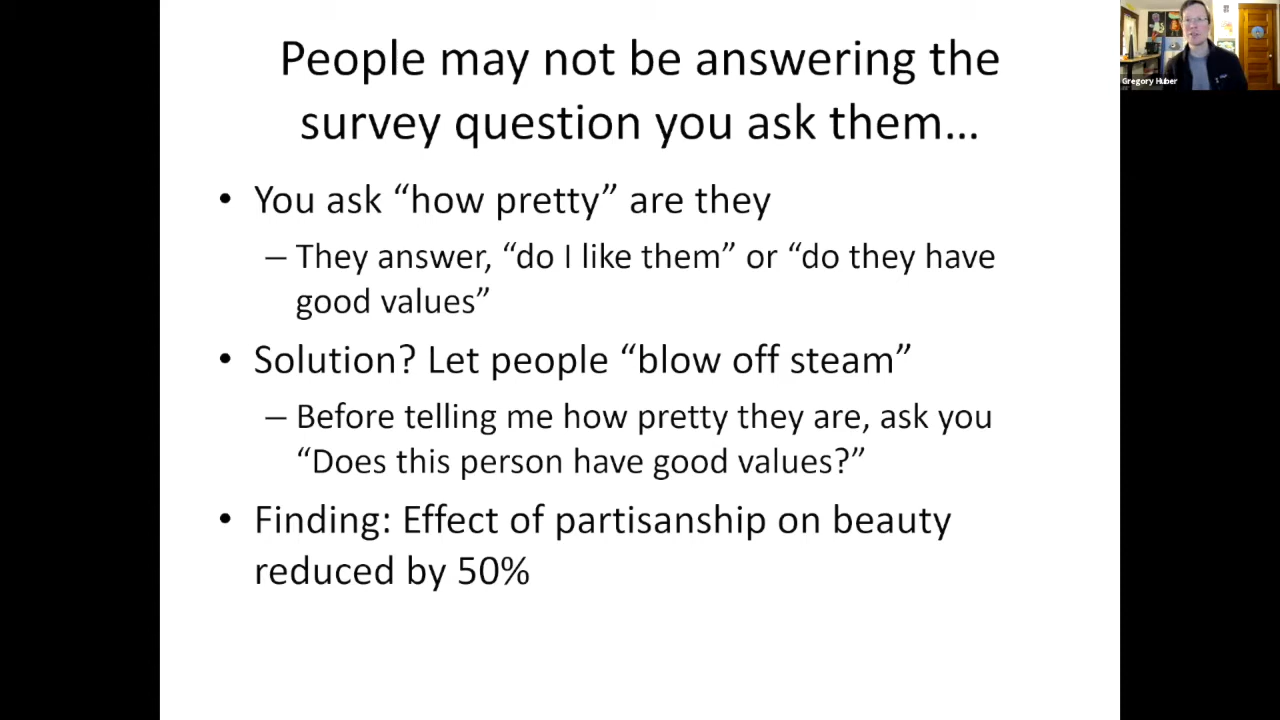 People may not be answering the
survey question you ask them…
• You ask “how pretty” are they
– They answer, “do I like them” or “do they have
good values”
• Solution? Let people “blow off steam”
– Before telling me how pretty they are, ask you
“Does this person have good values?”
• Finding: Effect of partisanship on beauty
reduced by 50%
Gregory Huber